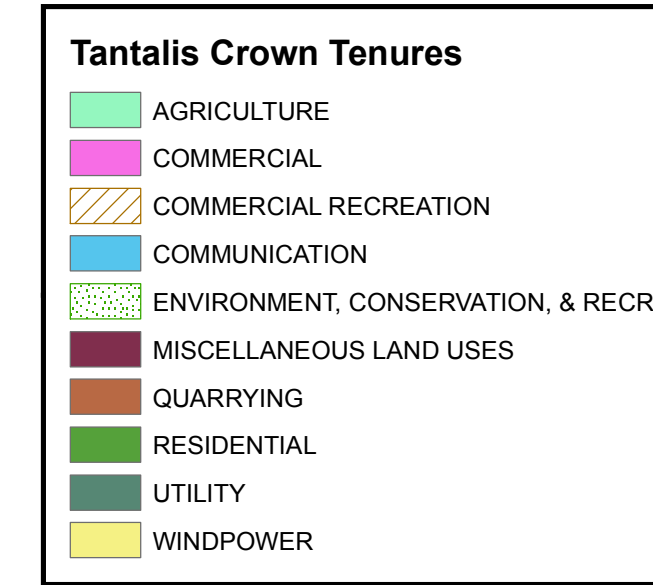 Tantalis Crown Tenures
AGRICULTURE
COMMERCIAL
COMMERCIAL RECREATION
COMMUNICATION
ENVIRONMENT, CONSERVATION, & RECR
MISCELLANEOUS LAND USES
QUARRYING
RESIDENTIAL
UTILITY
WINDPOWER